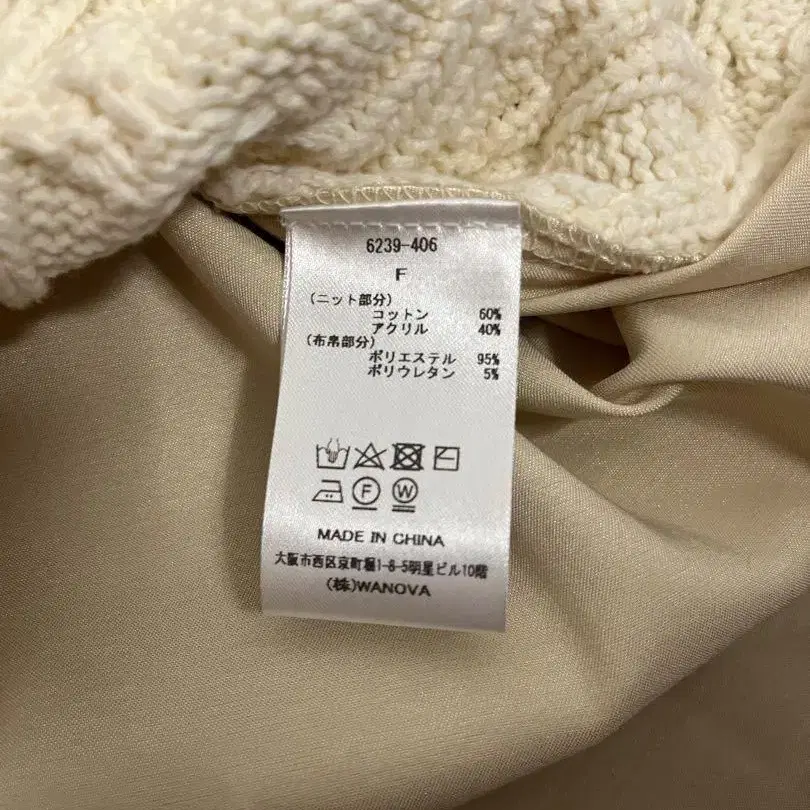 6239-406
F
(ニット部分)
コットン 60%
アクリル 40%
(布帛部分)
ポリエステル 95%
ポリウレタン 5%
F W
MADE IN CHINA
大阪市西区京町堀1-8-5明星ビル10階
(株)WANOVA